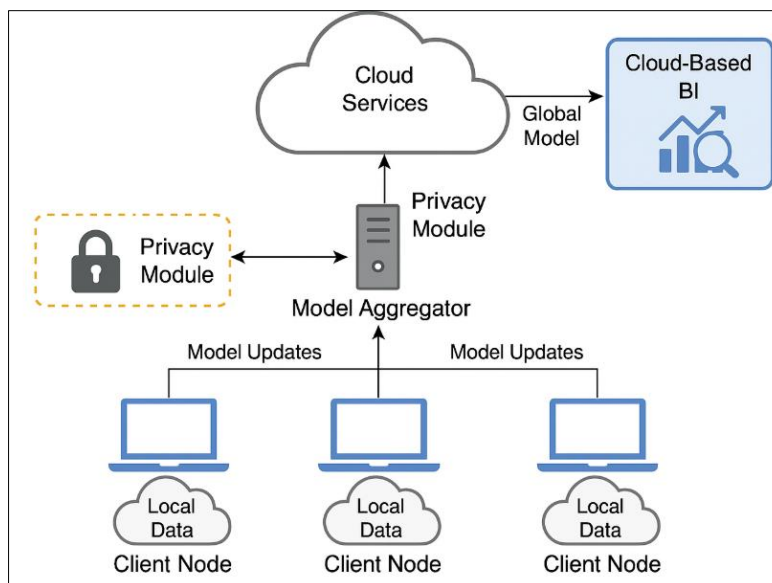 Cloud
Services
Cloud-Based
BI
Global
Model
Privacy
Module
Privacy
Module
Model Aggregator
Model Updates
Model Updates
Local
Data
Client Node
Local
Data
Client Node
Local
Data
Client Node